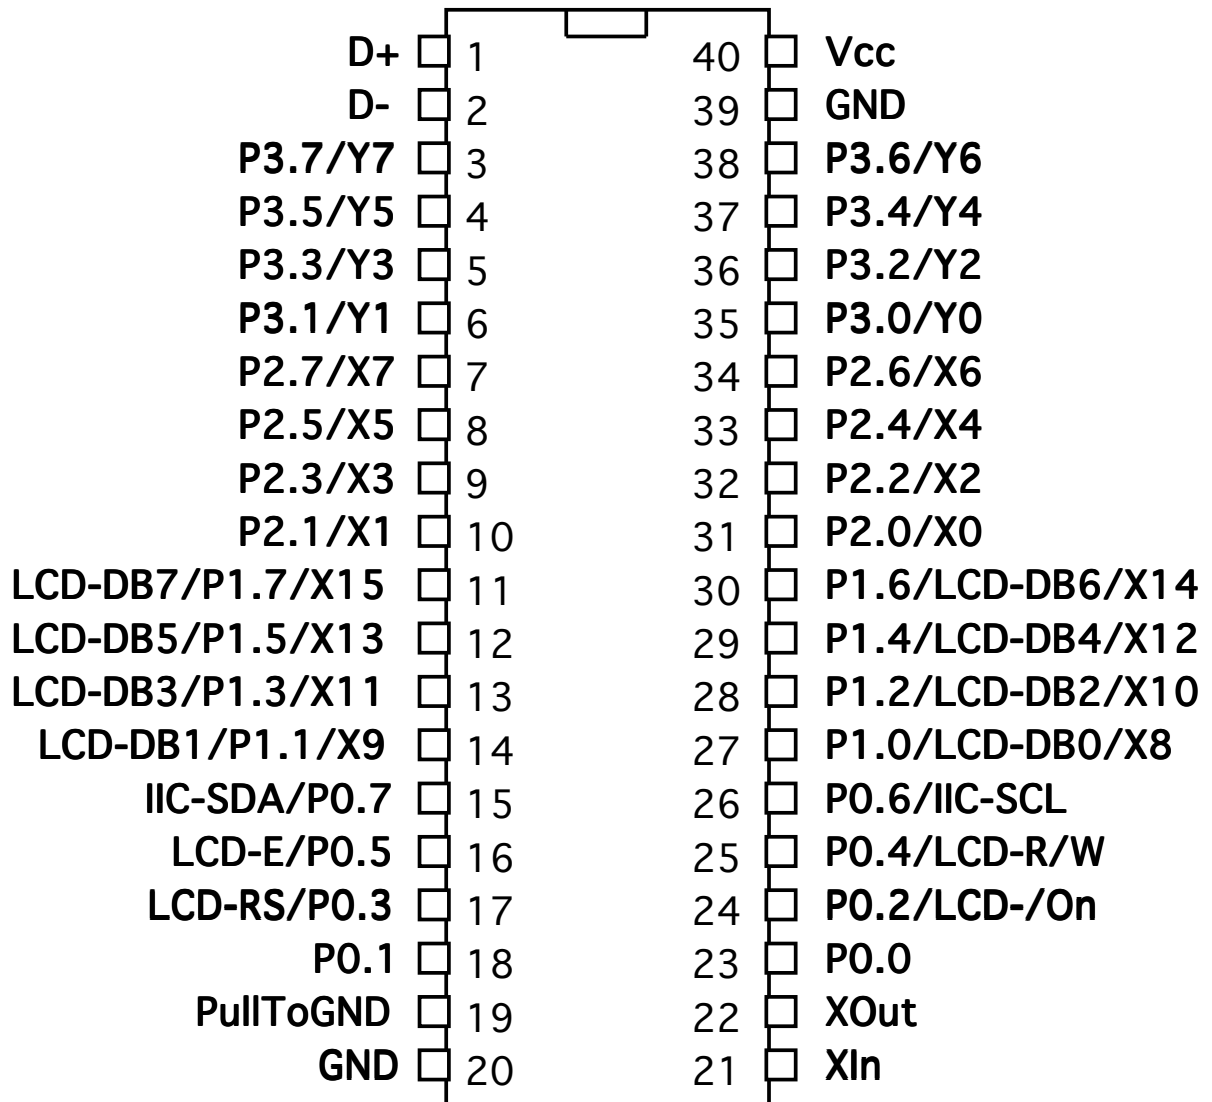 D+ 1 40 Vcc
D- 2 39 GND
P3.7/Y7 3 38 P3.6/Y6
P3.5/Y5 4 37 P3.4/Y4
P3.3/Y3 5 36 P3.2/Y2
P3.1/Y1 6 35 P3.0/Y0
P2.7/X7 7 34 P2.6/X6
P2.5/X5 8 33 P2.4/X4
P2.3/X3 9 32 P2.2/X2
P2.1/X1 10 31 P2.0/X0
LCD-DB7/P1.7/X15 11 30 P1.6/LCD-DB6/X14
LCD-DB5/P1.5/X13 12 29 P1.4/LCD-DB4/X12
LCD-DB3/P1.3/X11 13 28 P1.2/LCD-DB2/X10
LCD-DB1/P1.1/X9 14 27 P1.0/LCD-DB0/X8
IIC-SDA/P0.7 15 26 P0.6/IIC-SCL
LCD-E/P0.5 16 25 P0.4/LCD-R/W
LCD-RS/P0.3 17 24 P0.2/LCD-/On
P0.1 18 23 P0.0
PullToGND 19 22 XOut
GND 20 21 XIn